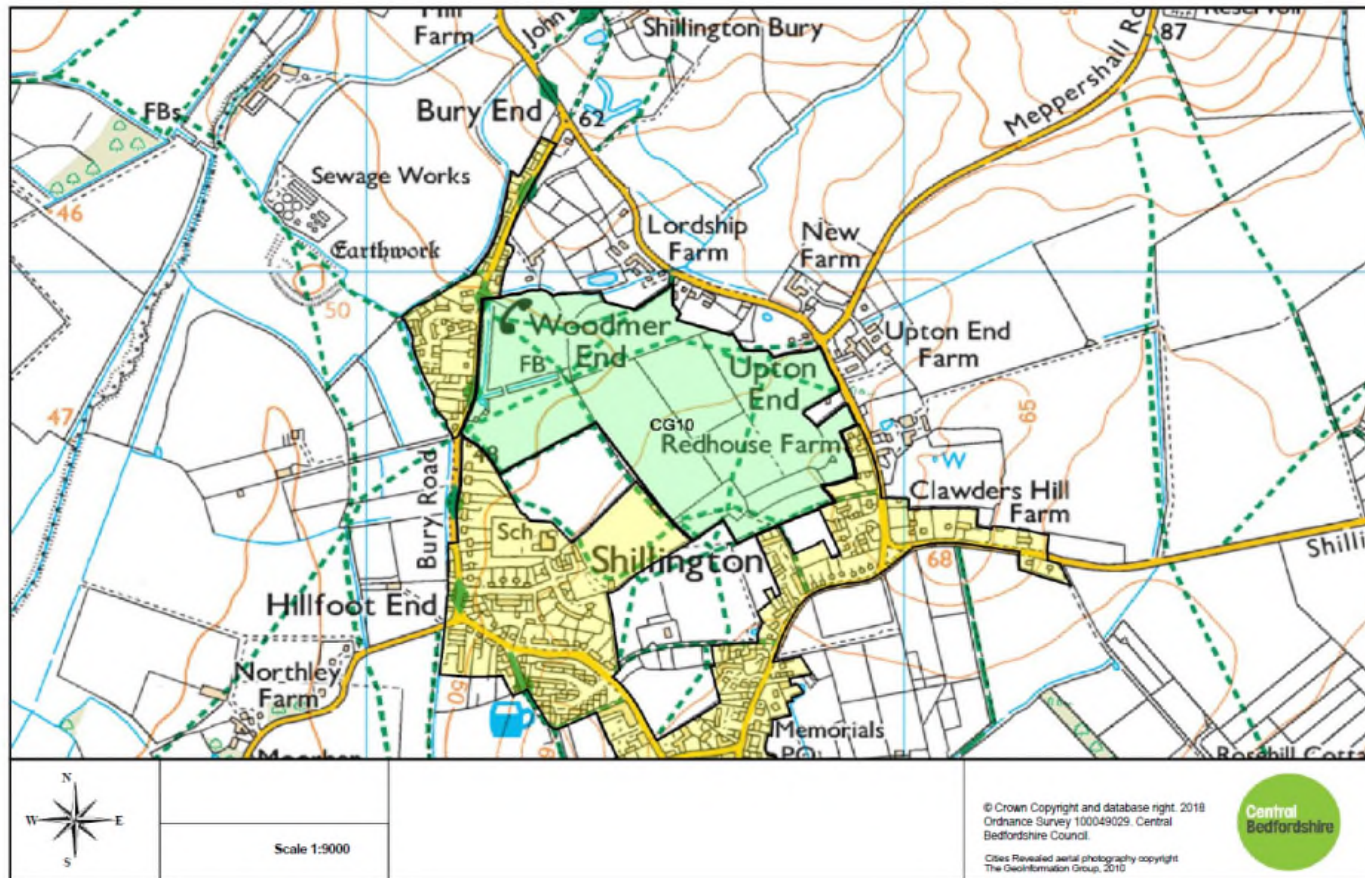 John
Farm
Shillington Bury
87
FBs
Bury End
62
Meppershall
Sewage Works
46
Earthwork
Lordship
Farm
New
Farm
50
Woodmer
End
FB
Upton
End
Upton End
Farm
47
CG10
Redhouse Farm
65
W
48
Bury Road
Clawders Hill
Farm
Sch
Shillington
68
Shilli
Hillfoot End
Northley
Farm
50
Memorials
N
W E
S
Scale 1:9000
© Crown Copyright and database right. 2018
Ordnance Survey 100049029. Central
Bedfordshire Council.
Cities Revealed aerial photography copyright
The GeoInformation Group, 2010
Central
Bedfordshire